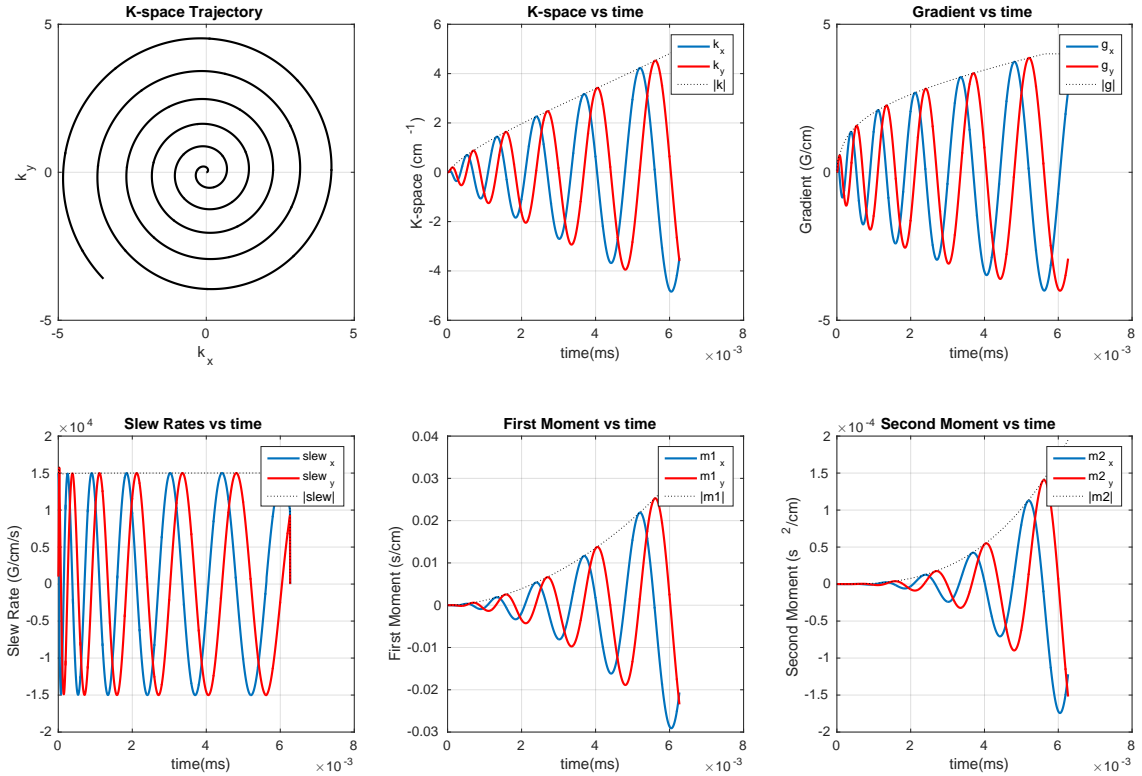 K-space Trajectory
5
0
-5
-5
0
5
k y
k x
K-space vs time
6
4
2
0
-2
-4
-6
0
2
4
6
8
K-space (cm -1)
time(ms)
×10 -3
k x
k y
|k|
Gradient vs time
5
0
-5
0
2
4
6
8
Gradient (G/cm)
time(ms)
×10 -3
g x
g y
|g|
Slew Rates vs time
×10 4
2
1.5
1
0.5
0
-0.5
-1
-1.5
-2
0
2
4
6
8
Slew Rate (G/cm/s)
time(ms)
×10 -3
slew x
slew y
|slew|
First Moment vs time
0.04
0.03
0.02
0.01
0
-0.01
-0.02
-0.03
0
2
4
6
8
First Moment (s/cm)
time(ms)
×10 -3
m1 x
m1 y
|m1|
Second Moment vs time
×10 -4
2
1.5
1
0.5
0
-0.5
-1
-1.5
-2
0
2
4
6
8
Second Moment (s 2/cm)
time(ms)
×10 -3
m2 x
m2 y
|m2|